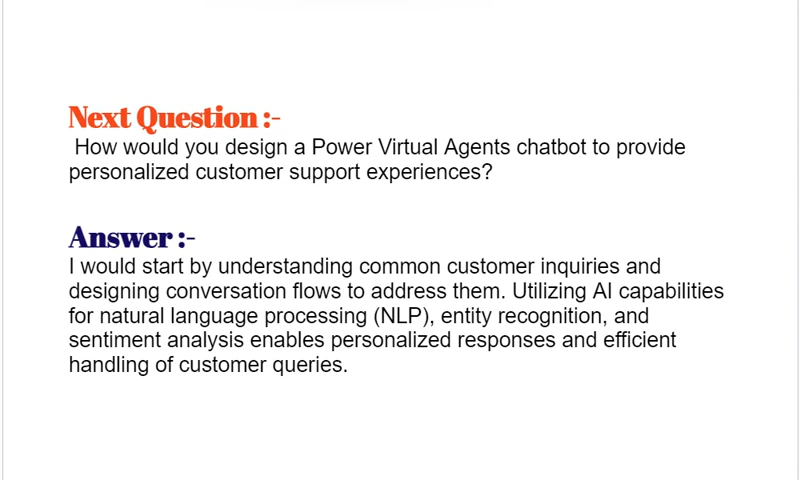 Next Question :-
How would you design a Power Virtual Agents chatbot to provide
personalized customer support experiences?
Answer :-
I would start by understanding common customer inquiries and
designing conversation flows to address them. Utilizing AI capabilities
for natural language processing (NLP), entity recognition, and
sentiment analysis enables personalized responses and efficient
handling of customer queries.